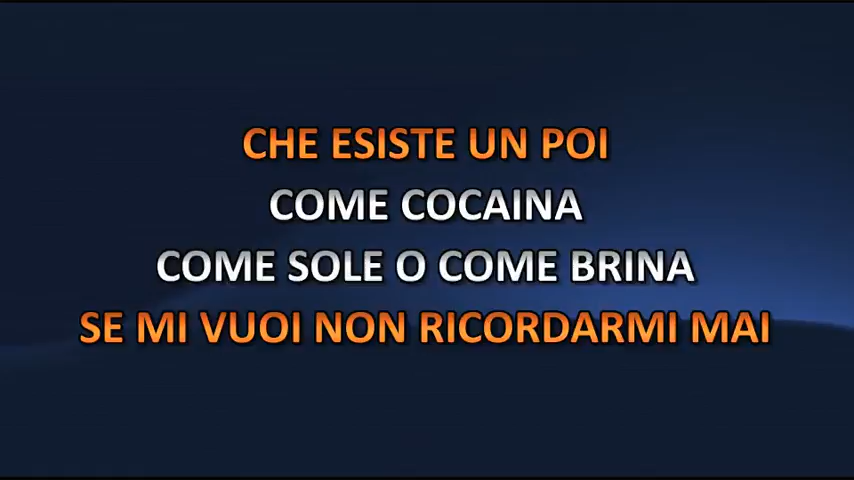 CHE ESISTE UN POI
COME COCAINA
COME SOLE O COME BRINA
SE MI VUOI NON RICORDARMI MAI